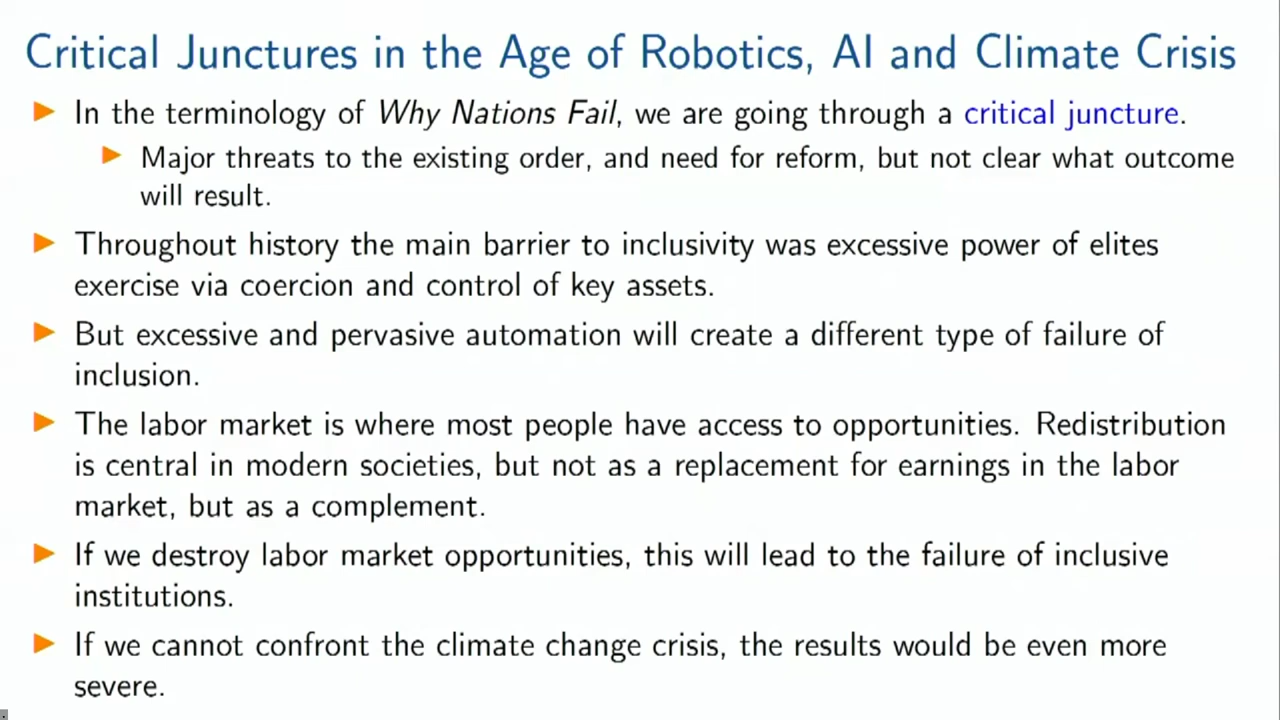 Critical Junctures in the Age of Robotics, AI and Climate Crisis
In the terminology of Why Nations Fail, we are going through a critical juncture.
Major threats to the existing order, and need for reform, but not clear what outcome
will result.
Throughout history the main barrier to inclusivity was excessive power of elites
exercise via coercion and control of key assets.
But excessive and pervasive automation will create a different type of failure of
inclusion.
The labor market is where most people have access to opportunities. Redistribution
is central in modern societies, but not as a replacement for earnings in the labor
market, but as a complement.
If we destroy labor market opportunities, this will lead to the failure of inclusive
institutions.
If we cannot confront the climate change crisis, the results would be even more
severe.